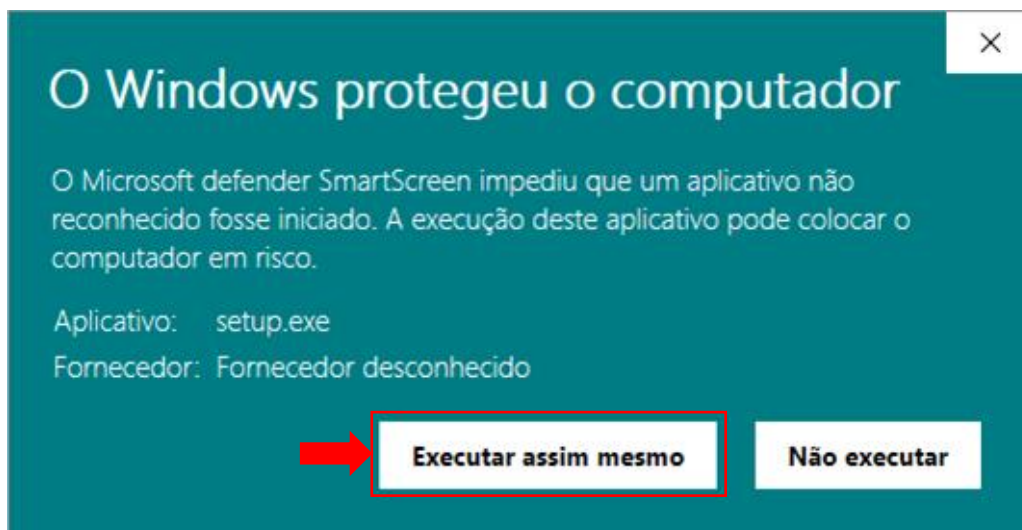 O Windows protegeu o computador
O Microsoft defender SmartScreen impediu que um aplicativo não
reconhecido fosse iniciado. A execução deste aplicativo pode colocar o
computador em risco.
Aplicativo: setup.exe
Fornecedor: Fornecedor desconhecido
Executar assim mesmo Não executar